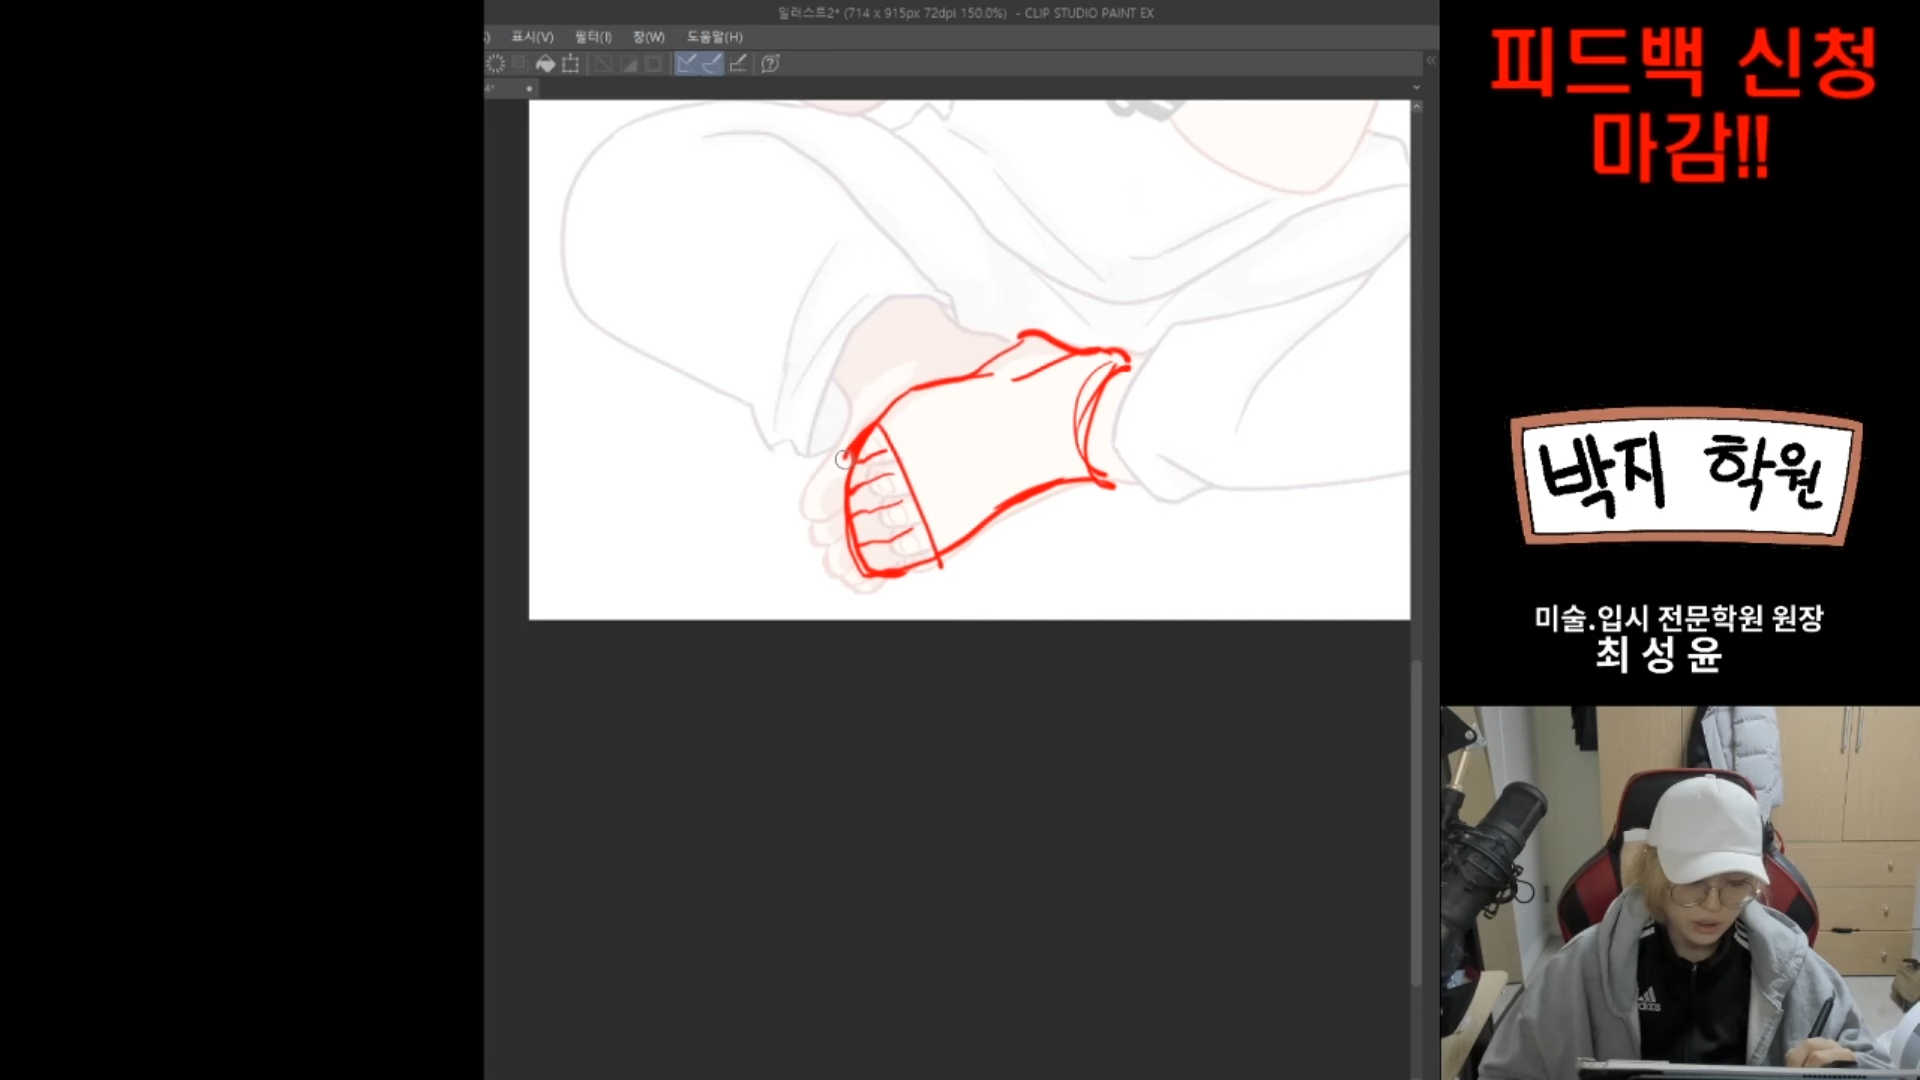 일러스트2* (714 x 915px 72dpi 150.0%) - CLIP STUDIO PAINT EX
표시(V) 필터(I) 창(W) 도움말(H)
피드백 신청
마감!!
박지 학원
미술.입시 전문학원 원장
최성윤
adidas